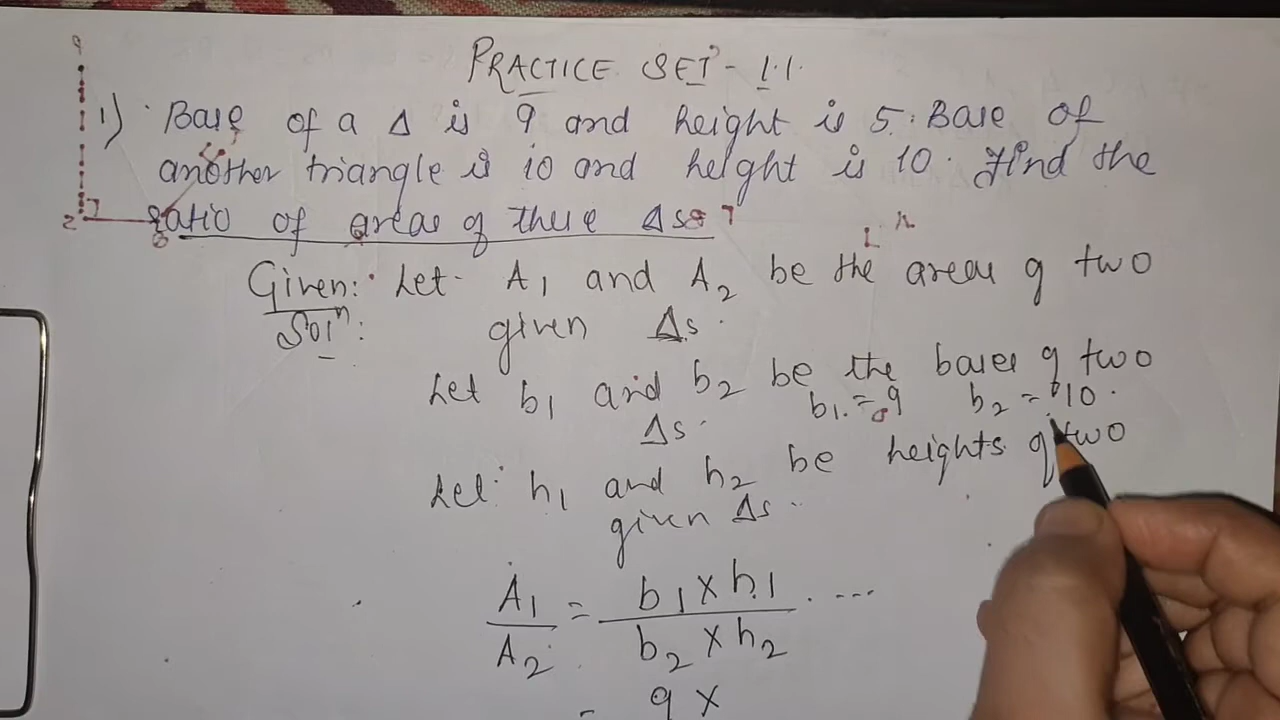 PRACTICE SET - 1.1.
1) Base of a Δ is 9 and height is 5. Base of
another triangle is 10 and height is 10. Find the
ratio of areas of these Δs
Given: Let A1 and A2 be the areas of two
Solⁿ: given Δs.
Let b1 and b2 be the bases of two
Δs. b1 = 9 b2 = 10.
Let h1 and h2 be heights of two
given Δs.
A1/A2 = b1 × h1 / b2 × h2 ....
= 9 ×